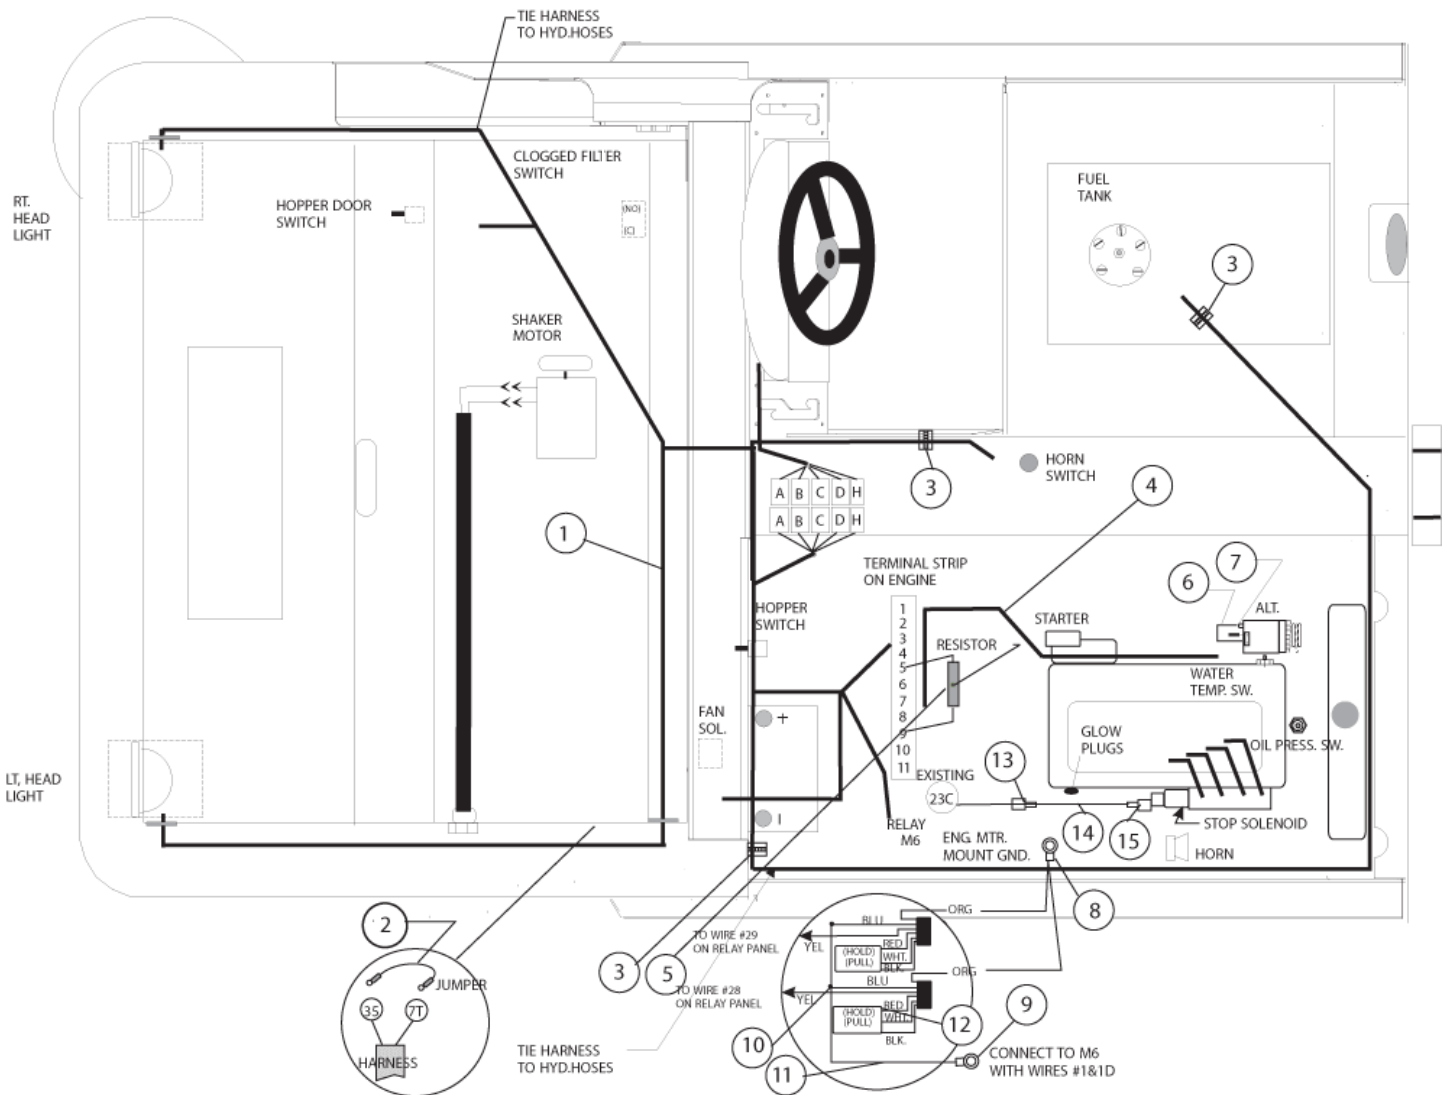 TIE HARNESS
TO HYD.HOSES
CLOGGED FILTER
SWITCH
RT.
HEAD
LIGHT
HOPPER DOOR
SWITCH
(NO)
(C)
FUEL
TANK
3
SHAKER
MOTOR
HORN
SWITCH
3
4
A B C D H
A B C D H
1
TERMINAL STRIP
ON ENGINE
7
6
HOPPER
SWITCH
1
2
3
4
5
6
7
8
9
10
11
RESISTOR
STARTER
ALT.
WATER
TEMP. SW.
FAN
SOL.
+
GLOW
PLUGS
OIL PRESS. SW.
LT, HEAD
LIGHT
EXISTING
23C
13
14
15
STOP SOLENOID
RELAY
M6
ENG. MTR.
MOUNT GND.
HORN
8
2
ORG
BLU
YEL
RED
WHT.
BLK.
(HOLD)
(PULL)
TO WIRE #29
ON RELAY PANEL
3
5
ORG
BLU
YEL
RED
WHT.
BLK.
(HOLD)
(PULL)
TO WIRE #28
ON RELAY PANEL
JUMPER
35
7T
HARNESS
12
9
10
11
TIE HARNESS
TO HYD.HOSES
CONNECT TO M6
WITH WIRES #1&1D